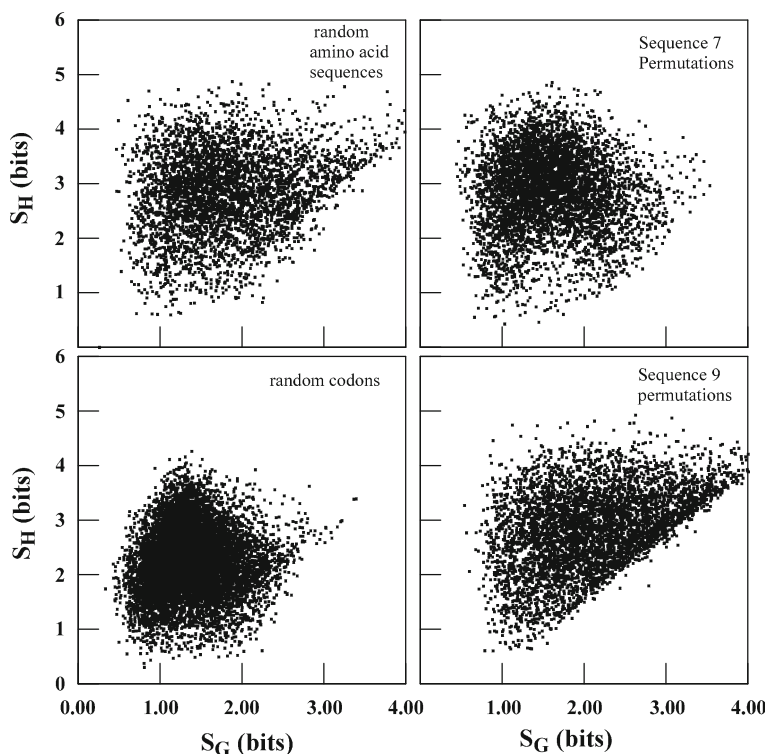 6
5
4
3
2
1
S_H (bits)
random
amino acid
sequences
Sequence 7
Permutations
6
5
4
3
2
1
0
S_H (bits)
random codons
Sequence 9
permutations
0.00 1.00 2.00 3.00 4.00
1.00 2.00 3.00 4.00
S_G (bits)
S_G (bits)